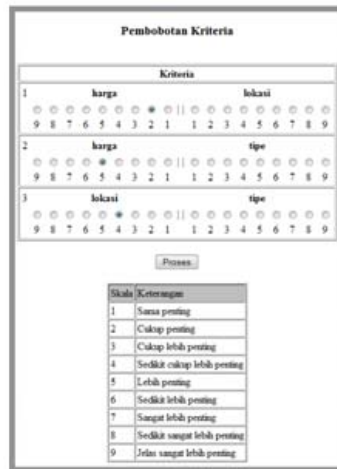 Pembobotan Kriteria
Kriteria
1 harga lokasi
9 8 7 6 5 4 3 2 1 || 1 2 3 4 5 6 7 8 9
2 harga tipe
9 8 7 6 5 4 3 2 1 || 1 2 3 4 5 6 7 8 9
3 lokasi tipe
9 8 7 6 5 4 3 2 1 || 1 2 3 4 5 6 7 8 9
Proses
Skala Keterangan
1 Sama penting
2 Cukup penting
3 Cukup lebih penting
4 Sedikit cukup lebih penting
5 Lebih penting
6 Sedikit lebih penting
7 Sangat lebih penting
8 Sedikit sangat lebih penting
9 Jelas sangat lebih penting